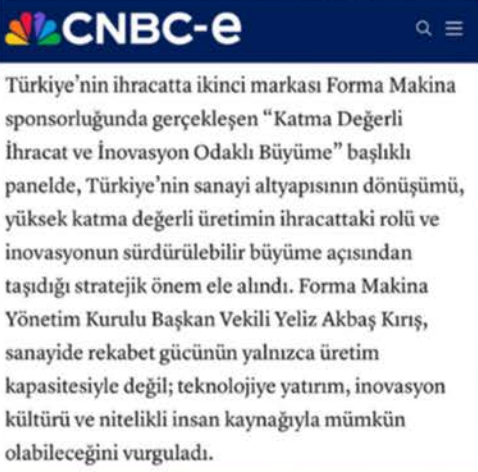 CNBC-e
Türkiye'nin ihracatta ikinci markası Forma Makina
sponsorluğunda gerçekleşen “Katma Değerli
İhracat ve İnovasyon Odaklı Büyüme” başlıklı
panelde, Türkiye'nin sanayi altyapısının dönüşümü,
yüksek katma değerli üretimin ihracattaki rolü ve
inovasyonun sürdürülebilir büyüme açısından
taşıdığı stratejik önem ele alındı. Forma Makina
Yönetim Kurulu Başkan Vekili Yeliz Akbaş Kırış,
sanayide rekabet gücünün yalnızca üretim
kapasitesiyle değil; teknolojiye yatırım, inovasyon
kültürü ve nitelikli insan kaynağıyla mümkün
olabileceğini vurguladı.